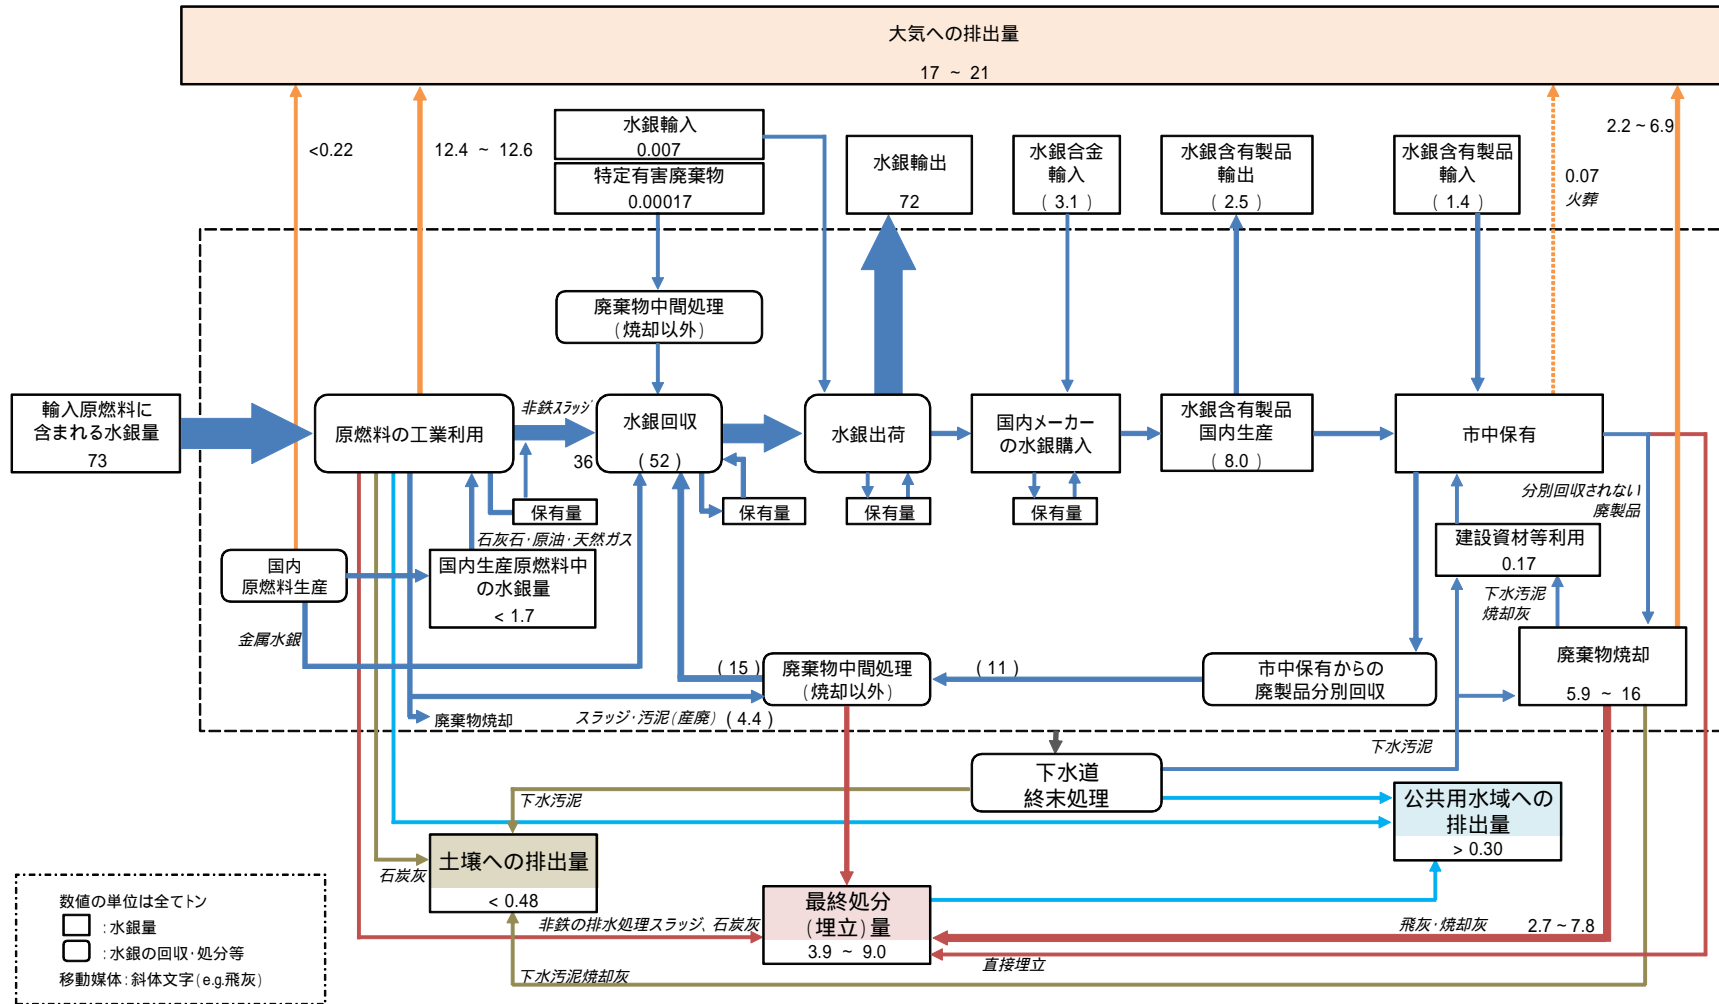 大気への排出量
17 ～ 21
<0.22
12.4 ～ 12.6
水銀輸入
0.007
特定有害廃棄物
0.00017
水銀輸出
72
水銀合金
輸入
( 3.1 )
水銀含有製品
輸出
( 2.5 )
水銀含有製品
輸入
( 1.4 )
0.07
火葬
2.2～6.9
廃棄物中間処理
(焼却以外)
輸入原燃料に
含まれる水銀量
73
原燃料の工業利用
非鉄スラッジ
36
水銀回収
( 52 )
水銀出荷
国内メーカー
の水銀購入
水銀含有製品
国内生産
( 8.0 )
市中保有
分別回収されない
廃製品
保有量
保有量
保有量
保有量
石灰石・原油・天然ガス
国内
原燃料生産
国内生産原燃料中
の水銀量
< 1.7
建設資材等利用
0.17
下水汚泥
焼却灰
金属水銀
( 15 )
廃棄物中間処理
(焼却以外)
( 11 )
市中保有からの
廃製品分別回収
廃棄物焼却
5.9 ～ 16
廃棄物焼却
スラッジ・汚泥(産廃) ( 4.4 )
下水汚泥
下水道
終末処理
下水汚泥
公共用水域への
排出量
> 0.30
土壌への排出量
< 0.48
石炭灰
最終処分
(埋立)量
3.9 ～ 9.0
非鉄の排水処理スラッジ、石炭灰
飛灰・焼却灰
2.7～7.8
直接埋立
下水汚泥焼却灰
数値の単位は全てトン
:水銀量
:水銀の回収・処分等
移動媒体:斜体文字(e.g.飛灰)